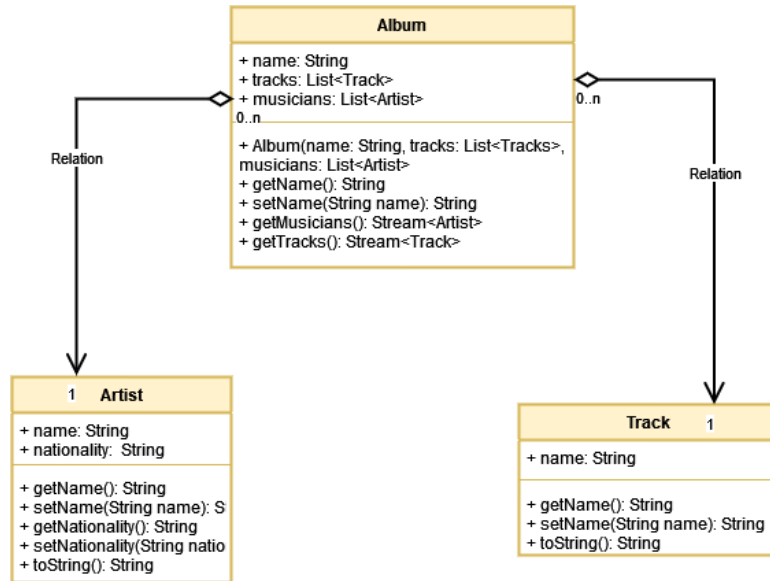 Album
+ name: String
+ tracks: List<Track>
+ musicians: List<Artist>
0..n
0..n
+ Album(name: String, tracks: List<Tracks>,
musicians: List<Artist>
+ getName(): String
+ setName(String name): String
+ getMusicians(): Stream<Artist>
+ getTracks(): Stream<Track>
Relation
Relation
1 Artist
+ name: String
+ nationality: String
+ getName(): String
+ setName(String name): S
+ getNationality(): String
+ setNationality(String natio
+ toString(): String
Track 1
+ name: String
+ getName(): String
+ setName(String name): String
+ toString(): String